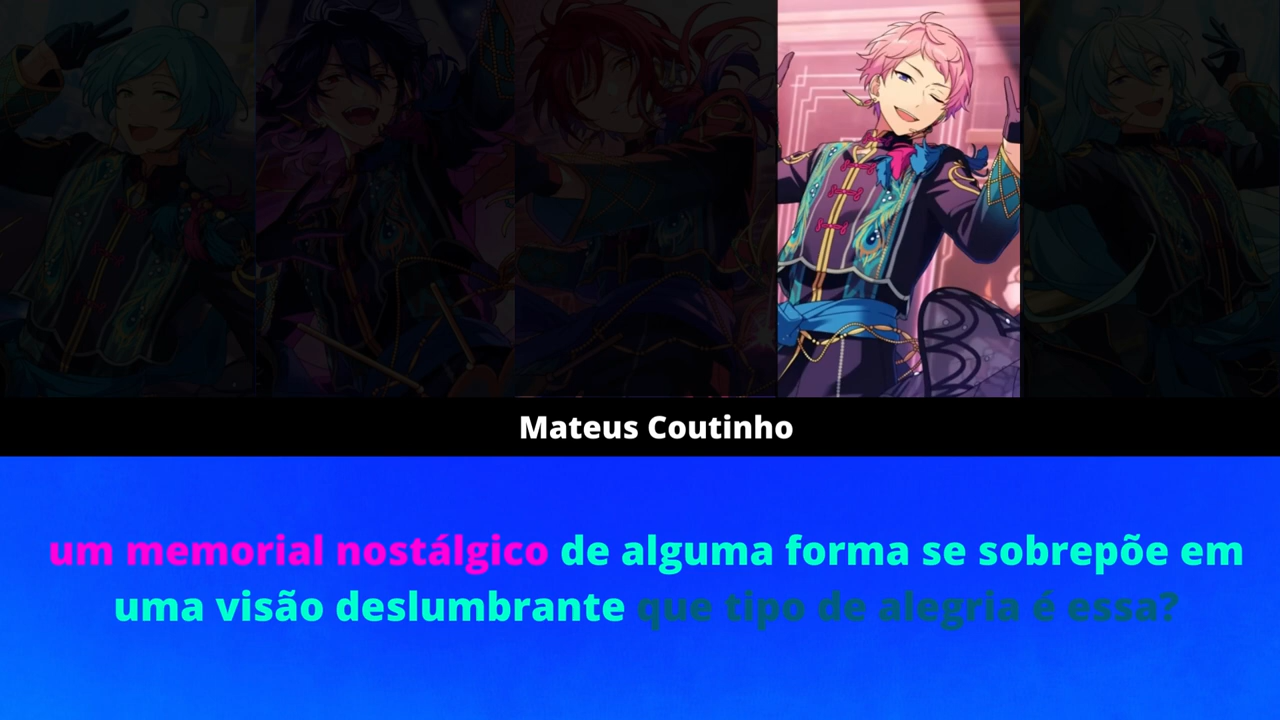 Mateus Coutinho
um memorial nostálgico de alguma forma se sobrepõe em
uma visão deslumbrante que tipo de alegria é essa?